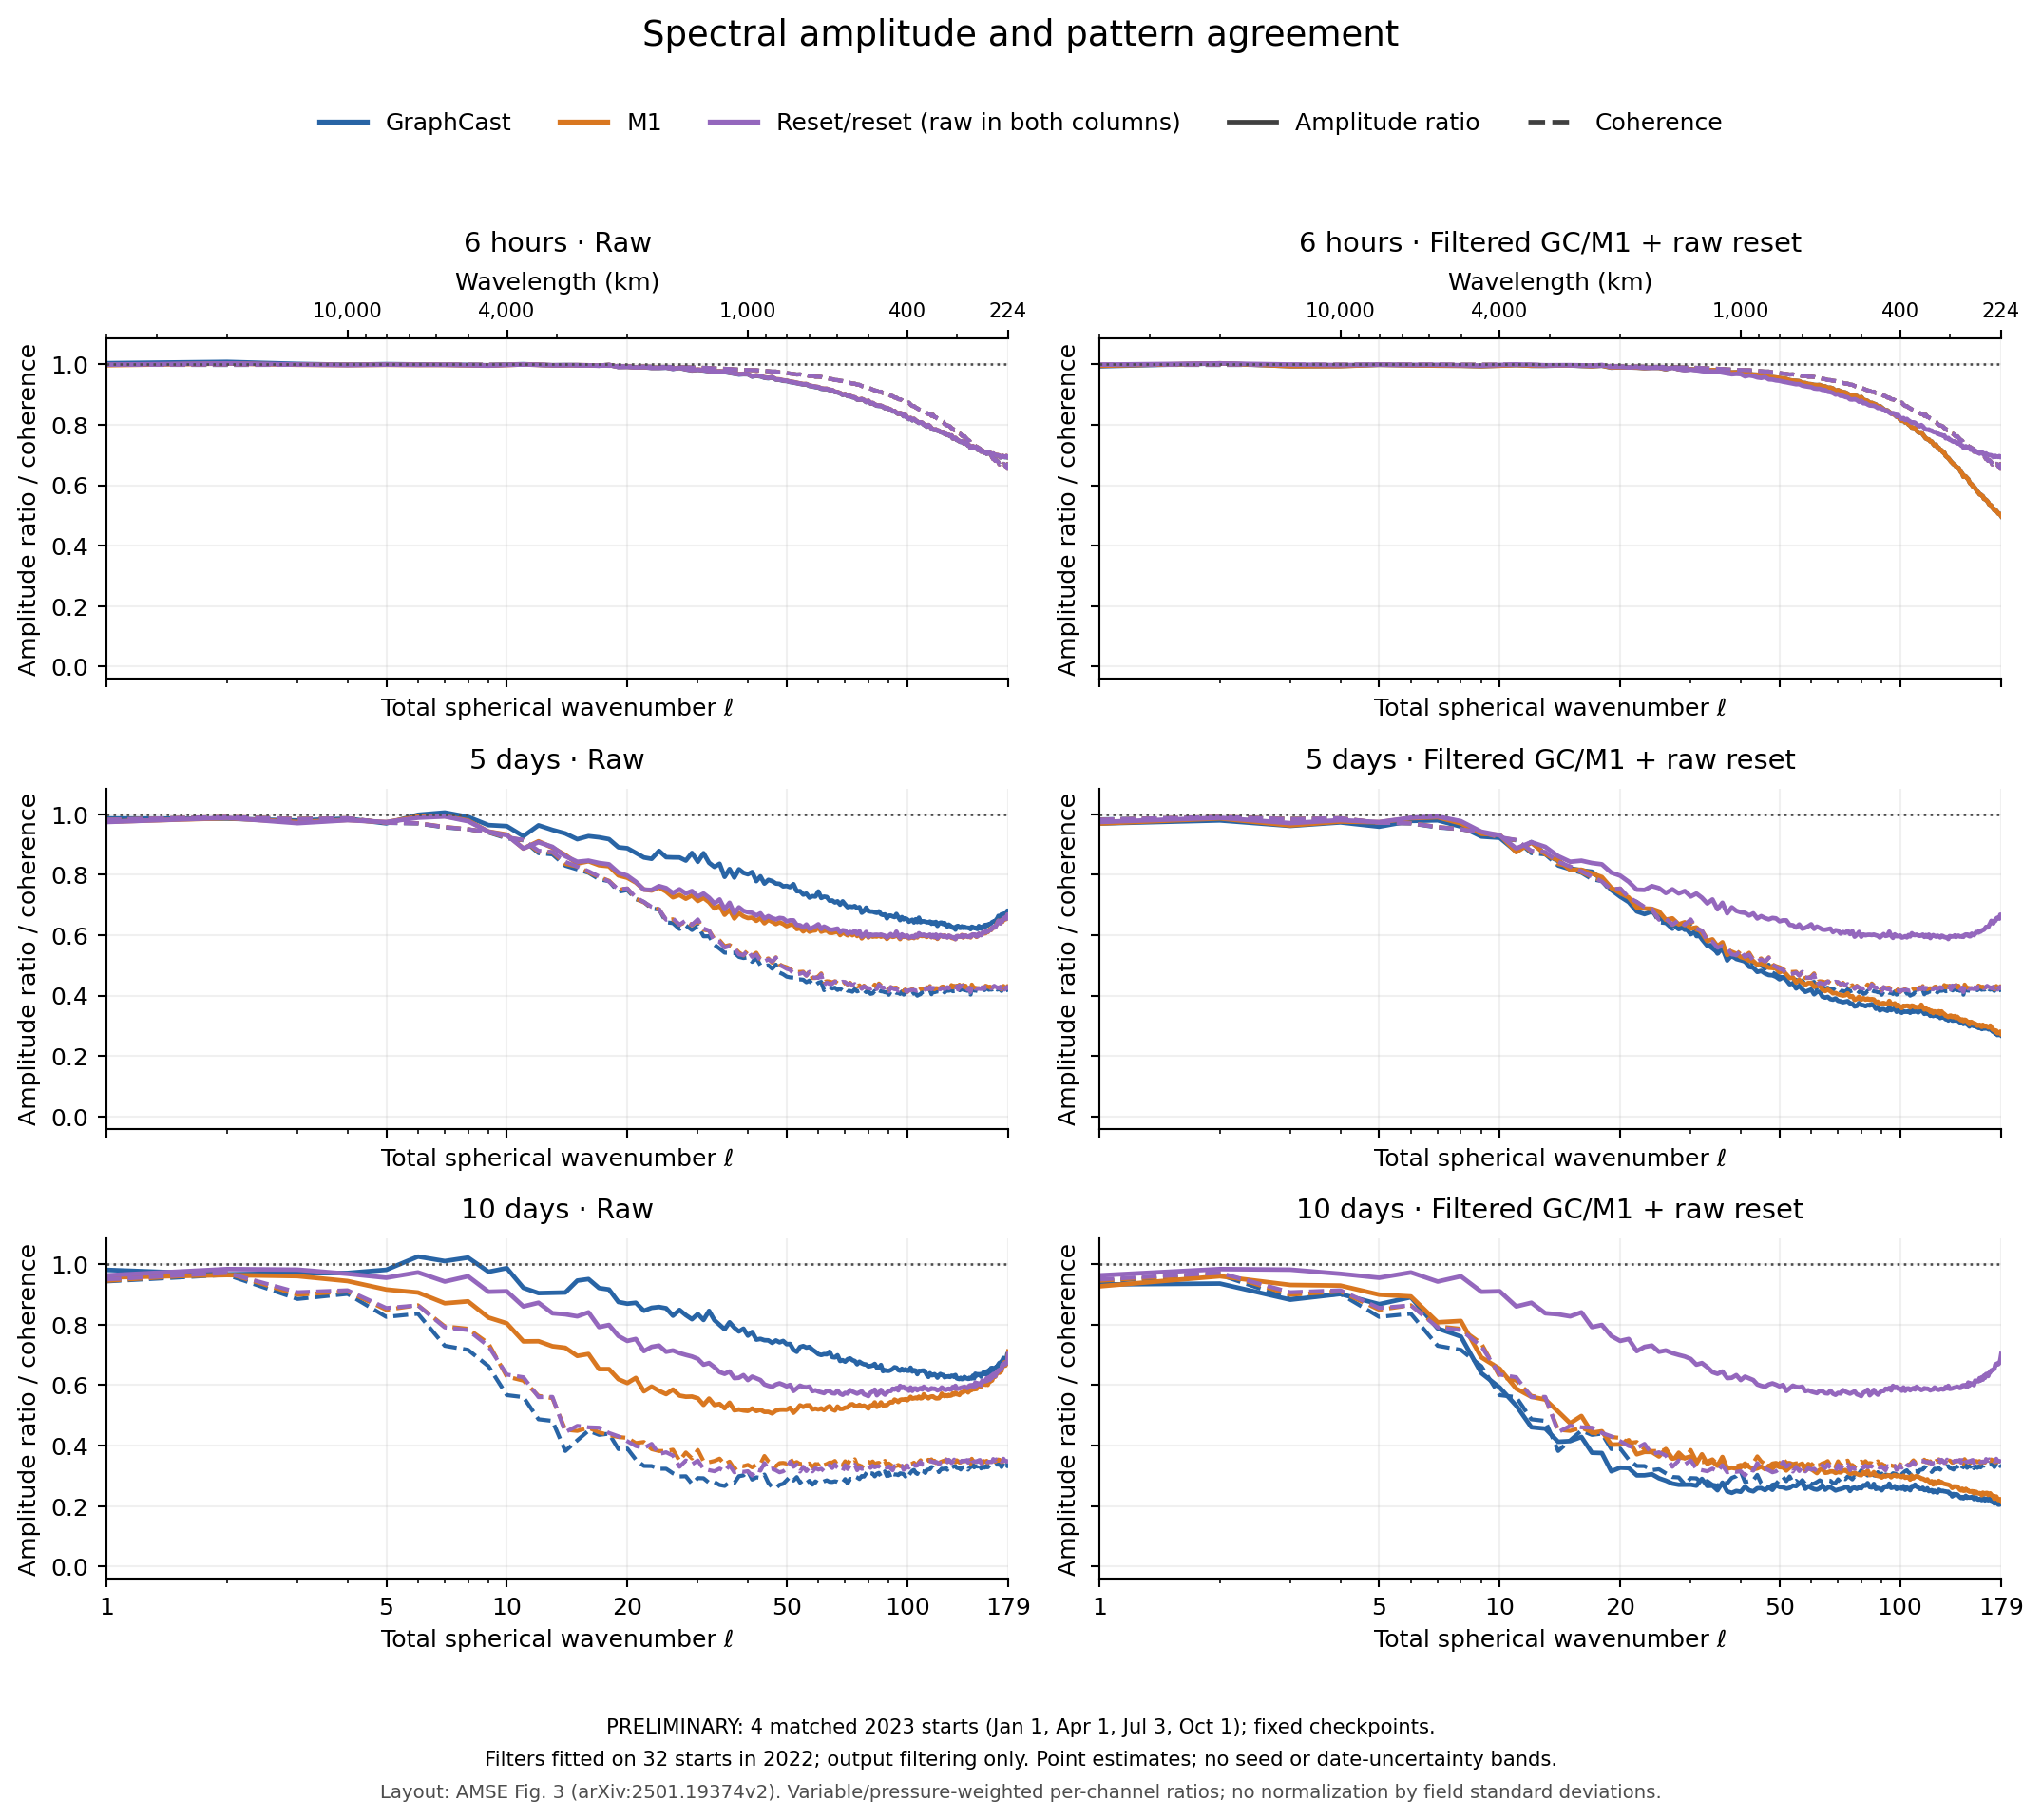 Spectral amplitude and pattern agreement
GraphCast
M1
Reset/reset (raw in both columns)
Amplitude ratio
Coherence
6 hours · Raw
Wavelength (km)
10,000 4,000 1,000 400 224
1.0
0.8
0.6
0.4
0.2
0.0
Amplitude ratio / coherence
Total spherical wavenumber ℓ
6 hours · Filtered GC/M1 + raw reset
Wavelength (km)
10,000 4,000 1,000 400 224
Amplitude ratio / coherence
Total spherical wavenumber ℓ
5 days · Raw
1.0
0.8
0.6
0.4
0.2
0.0
Amplitude ratio / coherence
Total spherical wavenumber ℓ
5 days · Filtered GC/M1 + raw reset
Amplitude ratio / coherence
Total spherical wavenumber ℓ
10 days · Raw
1.0
0.8
0.6
0.4
0.2
0.0
Amplitude ratio / coherence
1 5 10 20 50 100 179
Total spherical wavenumber ℓ
10 days · Filtered GC/M1 + raw reset
Amplitude ratio / coherence
1 5 10 20 50 100 179
Total spherical wavenumber ℓ
PRELIMINARY: 4 matched 2023 starts (Jan 1, Apr 1, Jul 3, Oct 1); fixed checkpoints.
Filters fitted on 32 starts in 2022; output filtering only. Point estimates; no seed or date-uncertainty bands.
Layout: AMSE Fig. 3 (arXiv:2501.19374v2). Variable/pressure-weighted per-channel ratios; no normalization by field standard deviations.